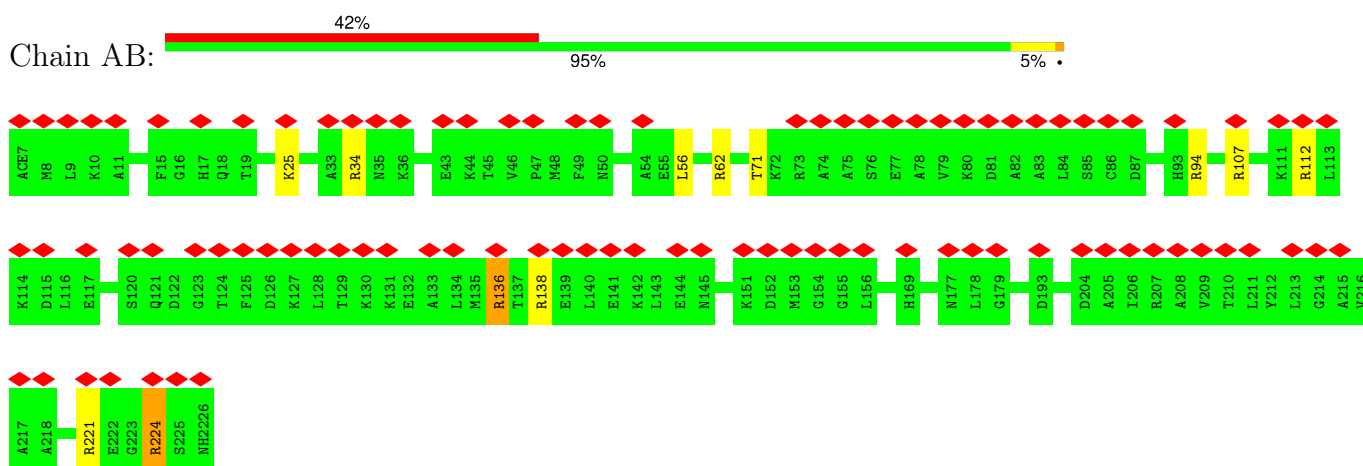 42%
Chain AB:
95% 5% •
ACE7 M8 L9 K10 A11 F15 G16 H17 Q18 T19 K25 A33 R34 N35 K36 E43 K44 T45 V46 P47 M48 F49 N50 A54 E55 L56 R62 T71 K72 R73 A74 A75 S76 E77 A78 V79 K80 D81 A82 A83 L84 S85 C86 D87 H93 R94 R107 K111 R112 L113
K114 D115 L116 E117 S120 Q121 D122 G123 T124 F125 D126 K127 L128 T129 K130 K131 E132 A133 L134 M135 R136 T137 R138 E139 L140 E141 K142 L143 E144 N145 K151 D152 M153 G154 G155 L156 H169 N177 L178 G179 D193 D204 A205 I206 R207 A208 V209 T210 L211 Y212 L213 G214 A215 V216
A217 A218 R221 E222 G223 R224 S225 NH2226